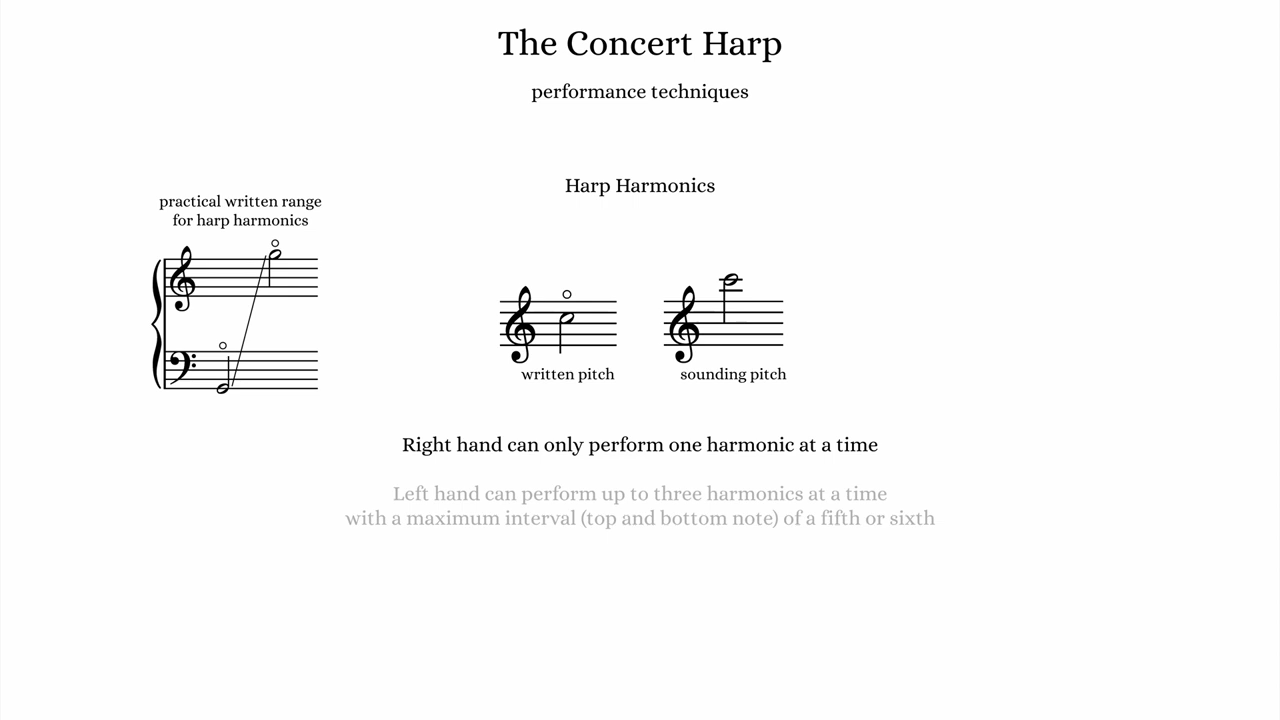 The Concert Harp
performance techniques
Harp Harmonics
practical written range
for harp harmonics
written pitch
sounding pitch
Right hand can only perform one harmonic at a time
Left hand can perform up to three harmonics at a time
with a maximum interval (top and bottom note) of a fifth or sixth